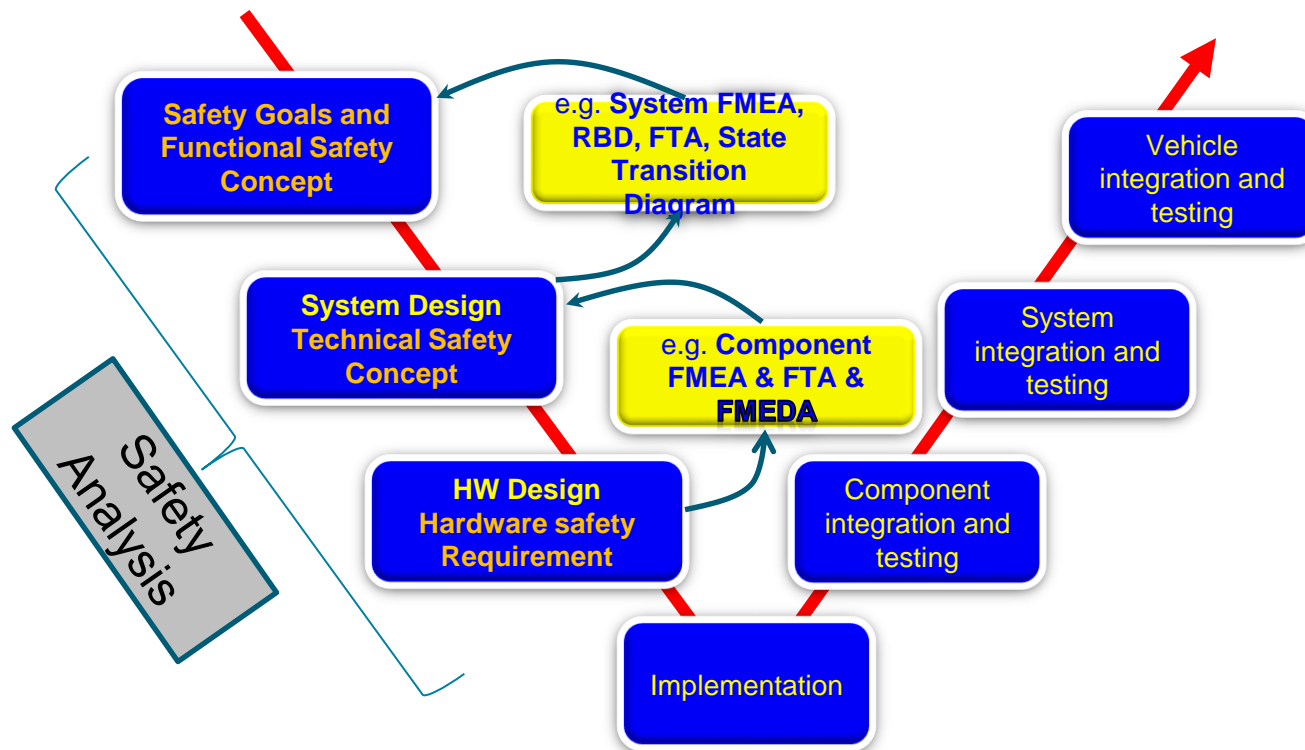 Safety Goals and
Functional Safety
Concept
e.g. System FMEA,
RBD, FTA, State
Transition
Diagram
Vehicle
integration and
testing
System Design
Technical Safety
Concept
System
integration and
testing
e.g. Component
FMEA & FTA &
FMEDA
Safety
Analysis
HW Design
Hardware safety
Requirement
Component
integration and
testing
Implementation